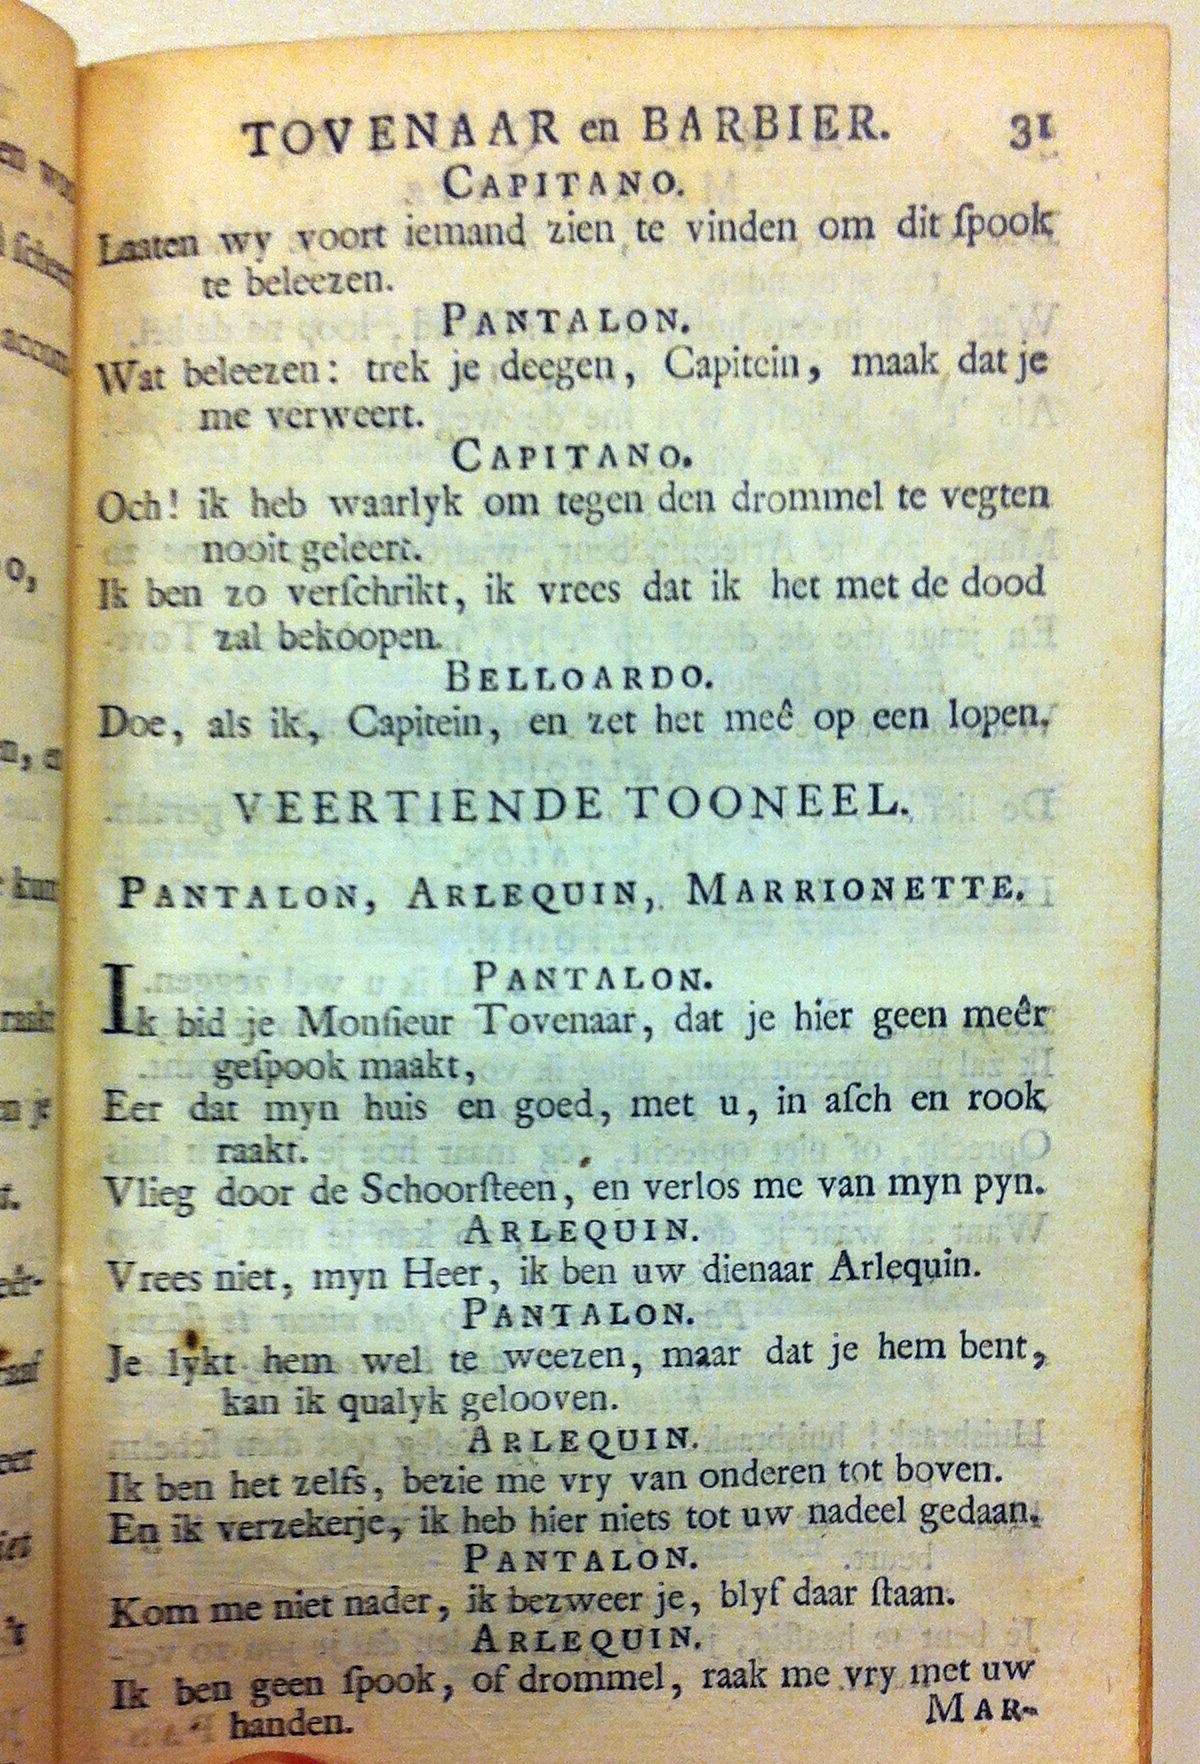 TOVENAAR en BARBIER. 31
CAPITANO.
Laaten wy voort iemand zien te vinden om dit ſpook
te beleezen.
PANTALON.
Wat beleezen: trek je deegen, Capitein, maak dat je
me verweert.
CAPITANO.
Och! ik heb waarlyk om tegen den drommel te vegten
nooit geleert.
Ik ben zo verſchrikt, ik vrees dat ik het met de dood
zal bekoopen.
BELLOARDO.
Doe, als ik, Capitein, en zet het meê op een lopen.
VEERTIENDE TOONEEL.
PANTALON, ARLEQUIN, MARRIONETTE.
PANTALON.
Ik bid je Monſieur Tovenaar, dat je hier geen meêr
geſpook maakt,
Eer dat myn huis en goed, met u, in aſch en rook
raakt.
Vlieg door de Schoorſteen, en verlos me van myn pyn.
ARLEQUIN.
Vrees niet, myn Heer, ik ben uw dienaar Arlequin.
PANTALON.
Je lykt hem wel te weezen, maar dat je hem bent,
kan ik qualyk gelooven.
ARLEQUIN.
Ik ben het zelfs, bezie me vry van onderen tot boven.
En ik verzekerje, ik heb hier niets tot uw nadeel gedaan.
PANTALON.
Kom me niet nader, ik bezweer je, blyf daar ſtaan.
ARLEQUIN.
Ik ben geen ſpook, of drommel, raak me vry met uw
handen.
MAR-